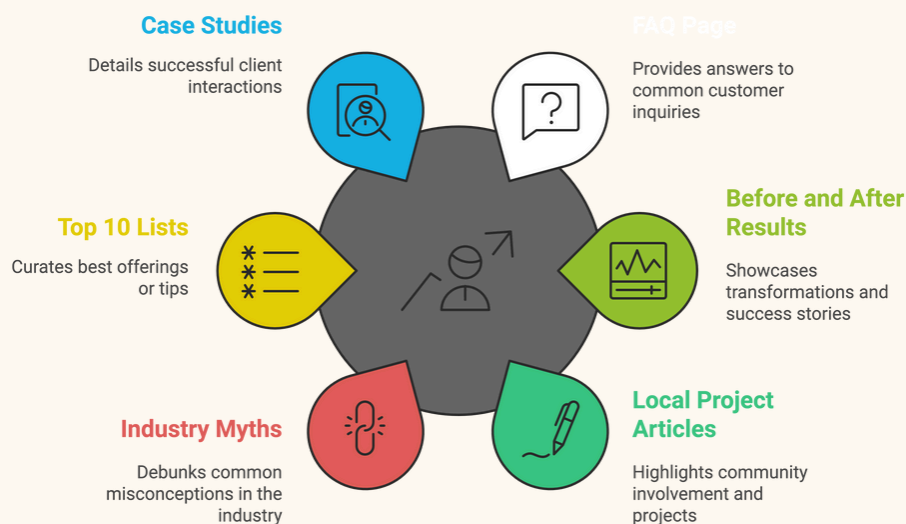 Case Studies
Details successful client
interactions
FAQ Page
Provides answers to
common customer
inquiries
Top 10 Lists
Curates best offerings
or tips
Before and After
Results
Showcases
transformations and
success stories
Industry Myths
Debunks common
misconceptions in the
industry
Local Project
Articles
Highlights community
involvement and
projects